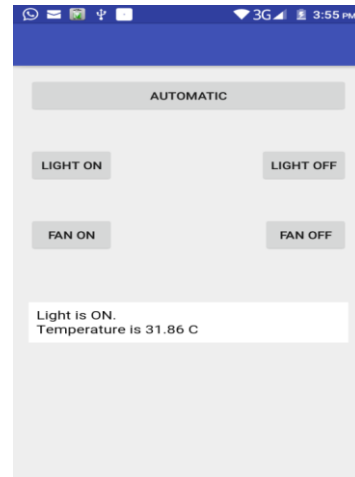 3G 3:55 PM
AUTOMATIC
LIGHT ON LIGHT OFF
FAN ON FAN OFF
Light is ON.
Temperature is 31.86 C